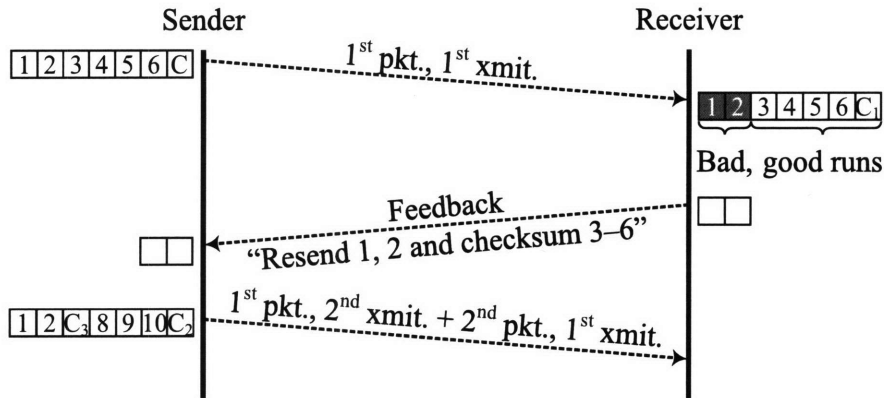 Sender
Receiver
1 2 3 4 5 6 C
1st pkt., 1st xmit.
1 2 3 4 5 6 C1
Bad, good runs
Feedback
“Resend 1, 2 and checksum 3–6”
1 2 C3 8 9 10 C2
1st pkt., 2nd xmit. + 2nd pkt., 1st xmit.